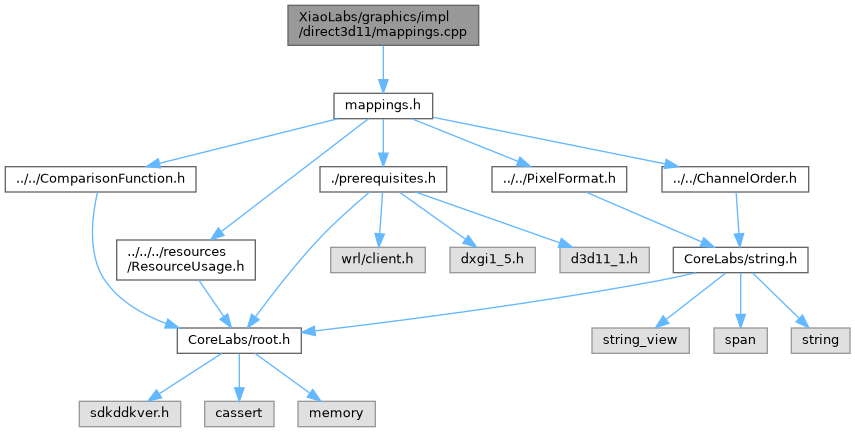 XiaoLabs/graphics/impl
/direct3d11/mappings.cpp
mappings.h
../../ComparisonFunction.h
./prerequisites.h
../../PixelFormat.h
../../ChannelOrder.h
../../../resources
/ResourceUsage.h
wrl/client.h
dxgi1_5.h
d3d11_1.h
CoreLabs/string.h
CoreLabs/root.h
string_view
span
string
sdkddkver.h
cassert
memory